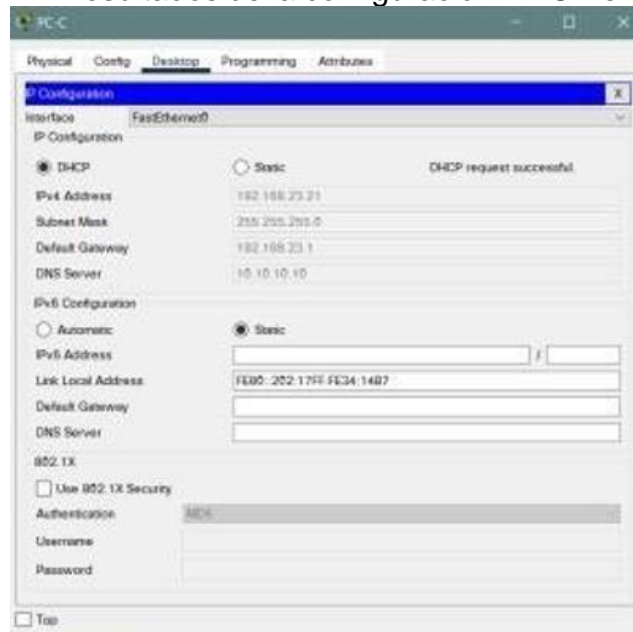 PC-C
Physical Config Desktop Programming Attributes
IP Configuration X
Interface FastEthernet0
IP Configuration
DHCP Static DHCP request successful.
IPv4 Address 192.168.23.21
Subnet Mask 255.255.255.0
Default Gateway 192.168.23.1
DNS Server 10.10.10.10
IPv6 Configuration
Automatic Static
IPv6 Address /
Link Local Address FE80::202:17FF:FE34:14B7
Default Gateway
DNS Server
802.1X
Use 802.1X Security
Authentication MD5
Username
Password
Top